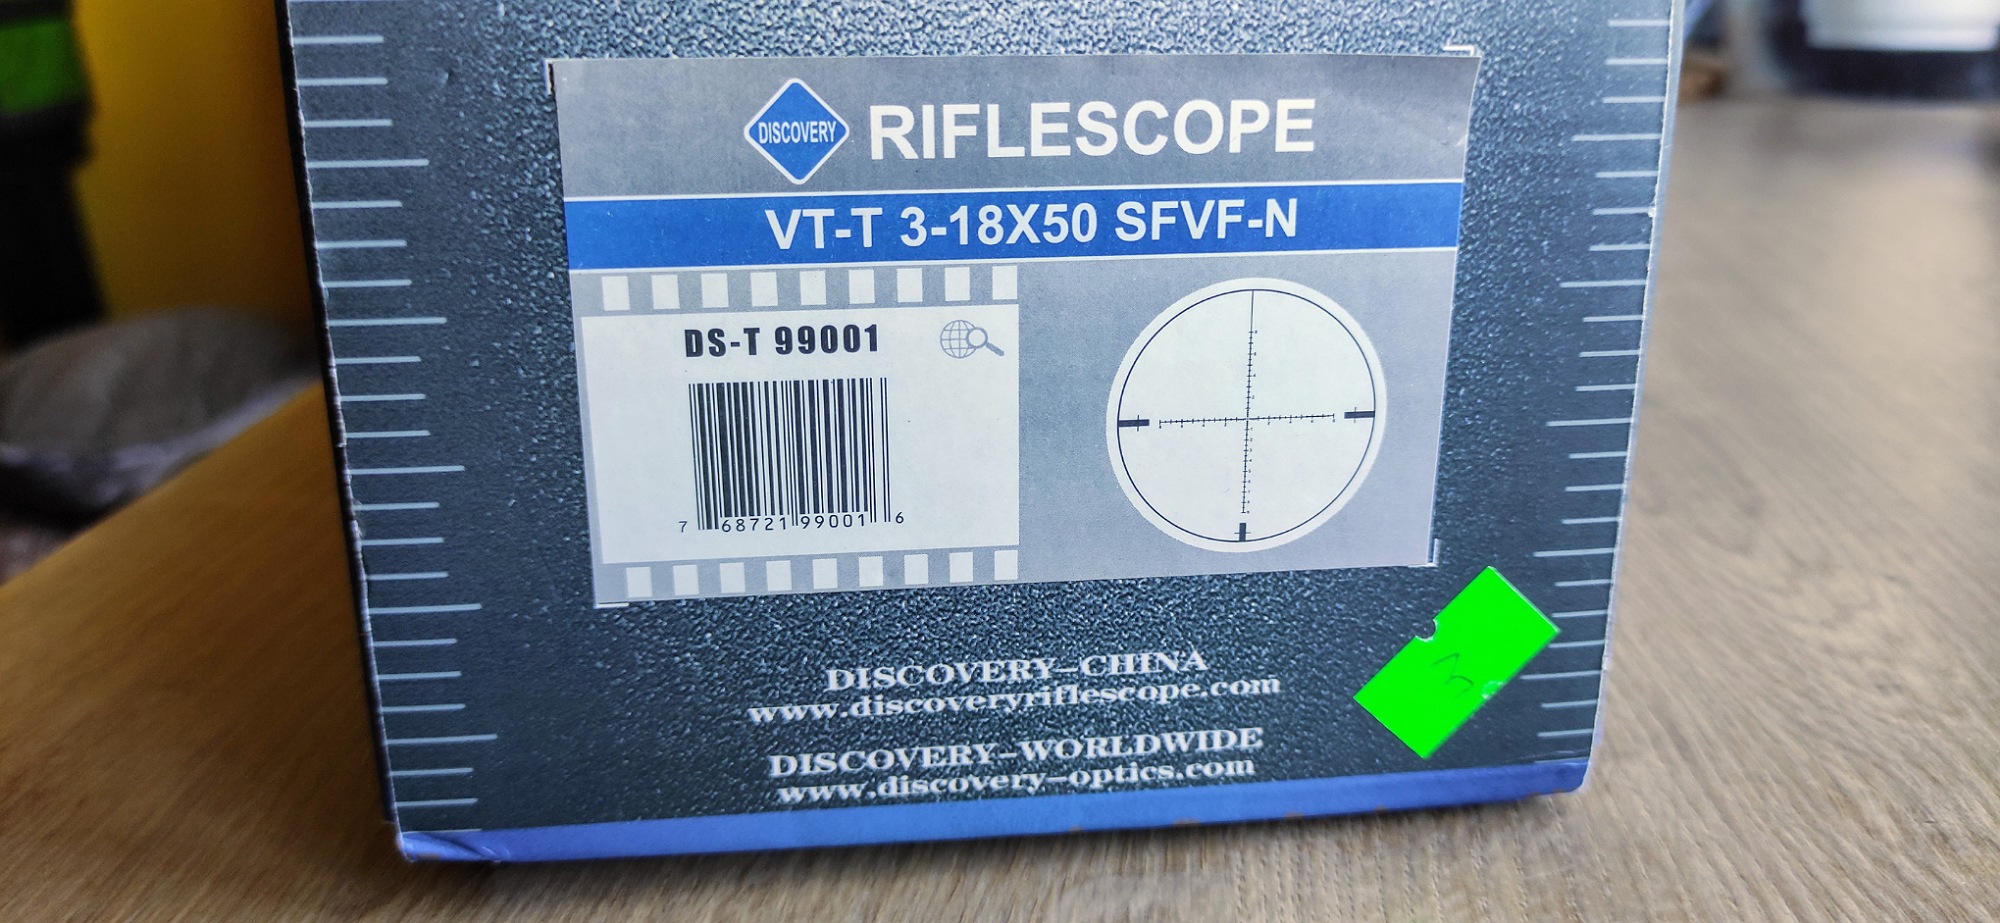 DISCOVERY RIFLESCOPE
VT-T 3-18X50 SFVF-N
DS-T 99001
7 68721 99001 6
DISCOVERY-CHINA
www.discoveryriflescope.com
DISCOVERY-WORLDWIDE
www.discovery-optics.com
3